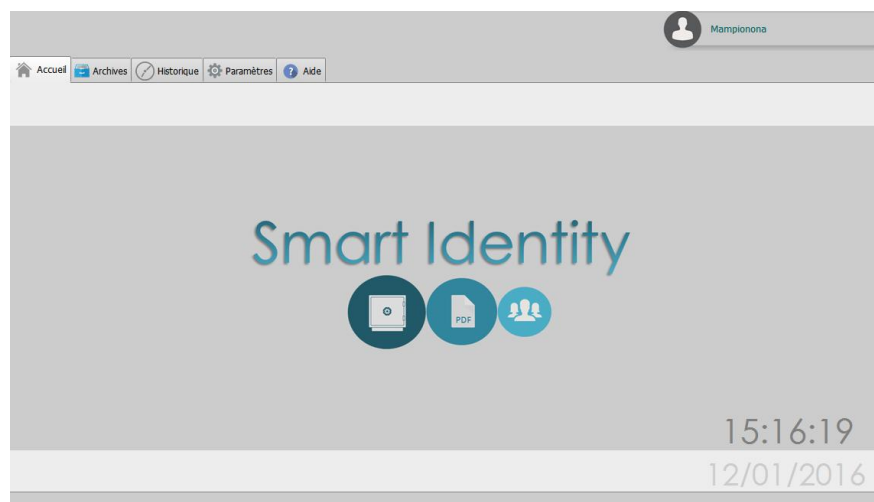 Mampionona
Accueil Archives Historique Paramètres Aide
Smart Identity
PDF
15:16:19
12/01/2016